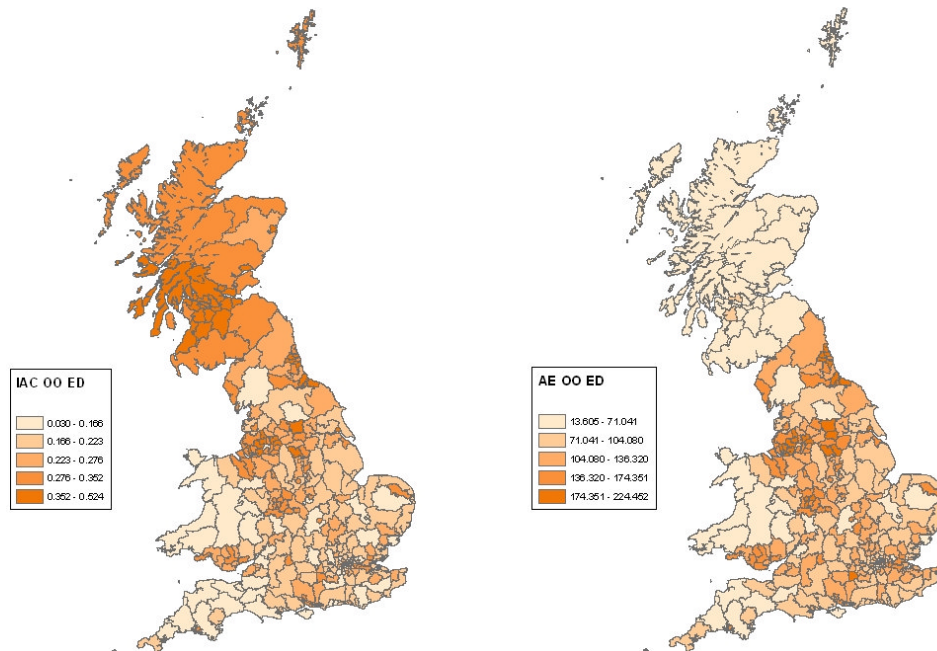 IAC OO ED
0.030 - 0.166
0.166 - 0.223
0.223 - 0.276
0.276 - 0.352
0.352 - 0.524
AE OO ED
13.605 - 71.041
71.041 - 104.080
104.080 - 136.320
136.320 - 174.351
174.351 - 224.452